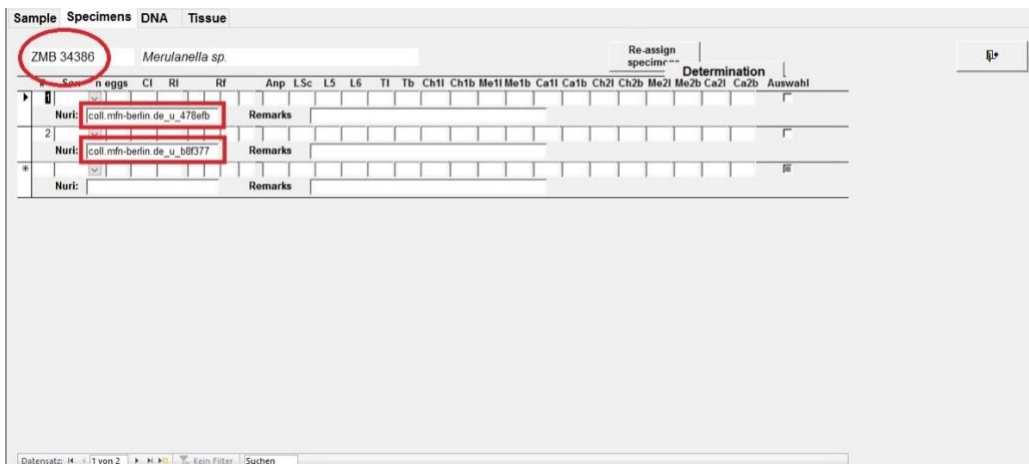 Sample Specimens DNA Tissue
ZMB 34386 Merulanella sp. Re-assign
Determination
n eggs Cl Rl Rf Anp LSc L5 L6 Tl Tb Ch1l Ch1b Me1l Me1b Ca1l Ca1b Ch2l Ch2b Me2l Me2b Ca2l Ca2b Auswahl
1
Nuri: coll.mfn-berlin.de_u_478efb Remarks
2
Nuri: coll.mfn-berlin.de_u_b8f377 Remarks
Nuri: Remarks
Datensatz: 1 von 2 Kein Filter Suchen